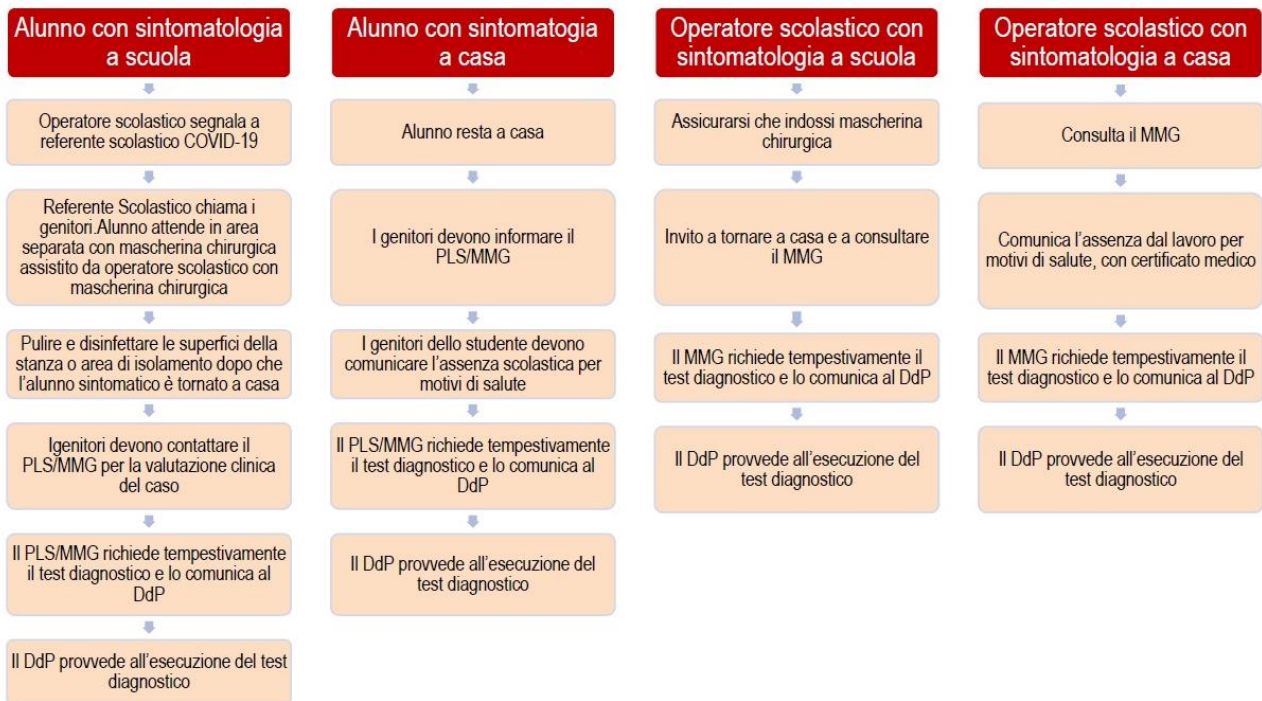 Alunno con sintomatologia
a scuola
Operatore scolastico segnala a
referente scolastico COVID-19
Referente Scolastico chiama i
genitori.Alunno attende in area
separata con mascherina chirurgica
assistito da operatore scolastico con
mascherina chirurgica
Pulire e disinfettare le superfici della
stanza o area di isolamento dopo che
l'alunno sintomatico è tornato a casa
Igenitori devono contattare il
PLS/MMG per la valutazione clinica
del caso
Il PLS/MMG richiede tempestivamente
il test diagnostico e lo comunica al
DdP
Il DdP provvede all'esecuzione del test
diagnostico
Alunno con sintomatogia
a casa
Alunno resta a casa
I genitori devono informare il
PLS/MMG
I genitori dello studente devono
comunicare l'assenza scolastica per
motivi di salute
Il PLS/MMG richiede tempestivamente
il test diagnostico e lo comunica al
DdP
Il DdP provvede all'esecuzione del
test diagnostico
Operatore scolastico con
sintomatologia a scuola
Assicurarsi che indossi mascherina
chirurgica
Invito a tornare a casa e a consultare
il MMG
Il MMG richiede tempestivamente il
test diagnostico e lo comunica al DdP
Il DdP provvede all'esecuzione del
test diagnostico
Operatore scolastico con
sintomatologia a casa
Consulta il MMG
Comunica l'assenza dal lavoro per
motivi di salute, con certificato medico
Il MMG richiede tempestivamente il
test diagnostico e lo comunica al DdP
Il DdP provvede all'esecuzione del
test diagnostico